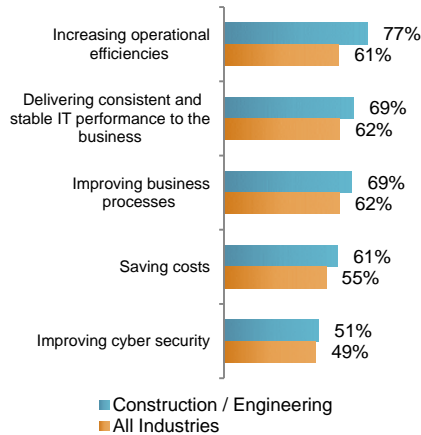 Increasing operational
efficiencies
77%
61%
Delivering consistent and
stable IT performance to the
business
69%
62%
Improving business
processes
69%
62%
Saving costs
61%
55%
Improving cyber security
51%
49%
Construction / Engineering
All Industries